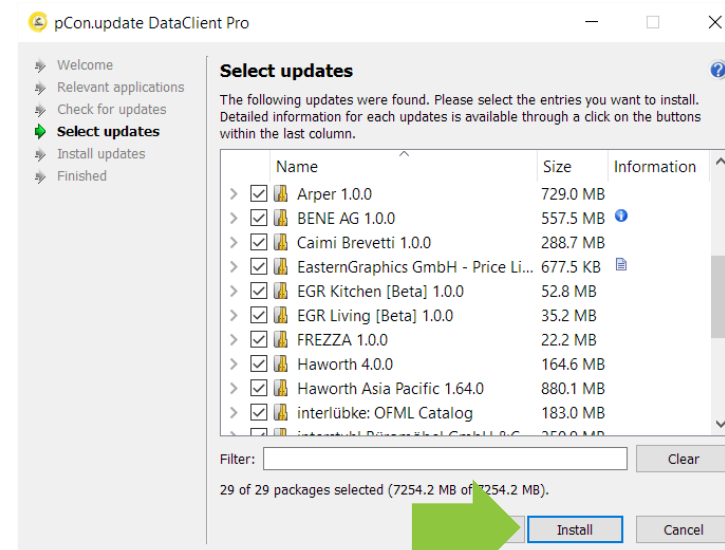 pCon.update DataClient Pro
Welcome
Relevant applications
Check for updates
Select updates
Install updates
Finished
Select updates
The following updates were found. Please select the entries you want to install.
Detailed information for each updates is available through a click on the buttons
within the last column.
Name Size Information
Arper 1.0.0 729.0 MB
BENE AG 1.0.0 557.5 MB
Caimi Brevetti 1.0.0 288.7 MB
EasternGraphics GmbH - Price Li... 677.5 KB
EGR Kitchen [Beta] 1.0.0 52.8 MB
EGR Living [Beta] 1.0.0 35.2 MB
FREZZA 1.0.0 22.2 MB
Haworth 4.0.0 164.6 MB
Haworth Asia Pacific 1.64.0 880.1 MB
interlübke: OFML Catalog 183.0 MB
Filter:
Clear
29 of 29 packages selected (7254.2 MB of 7254.2 MB).
Install
Cancel